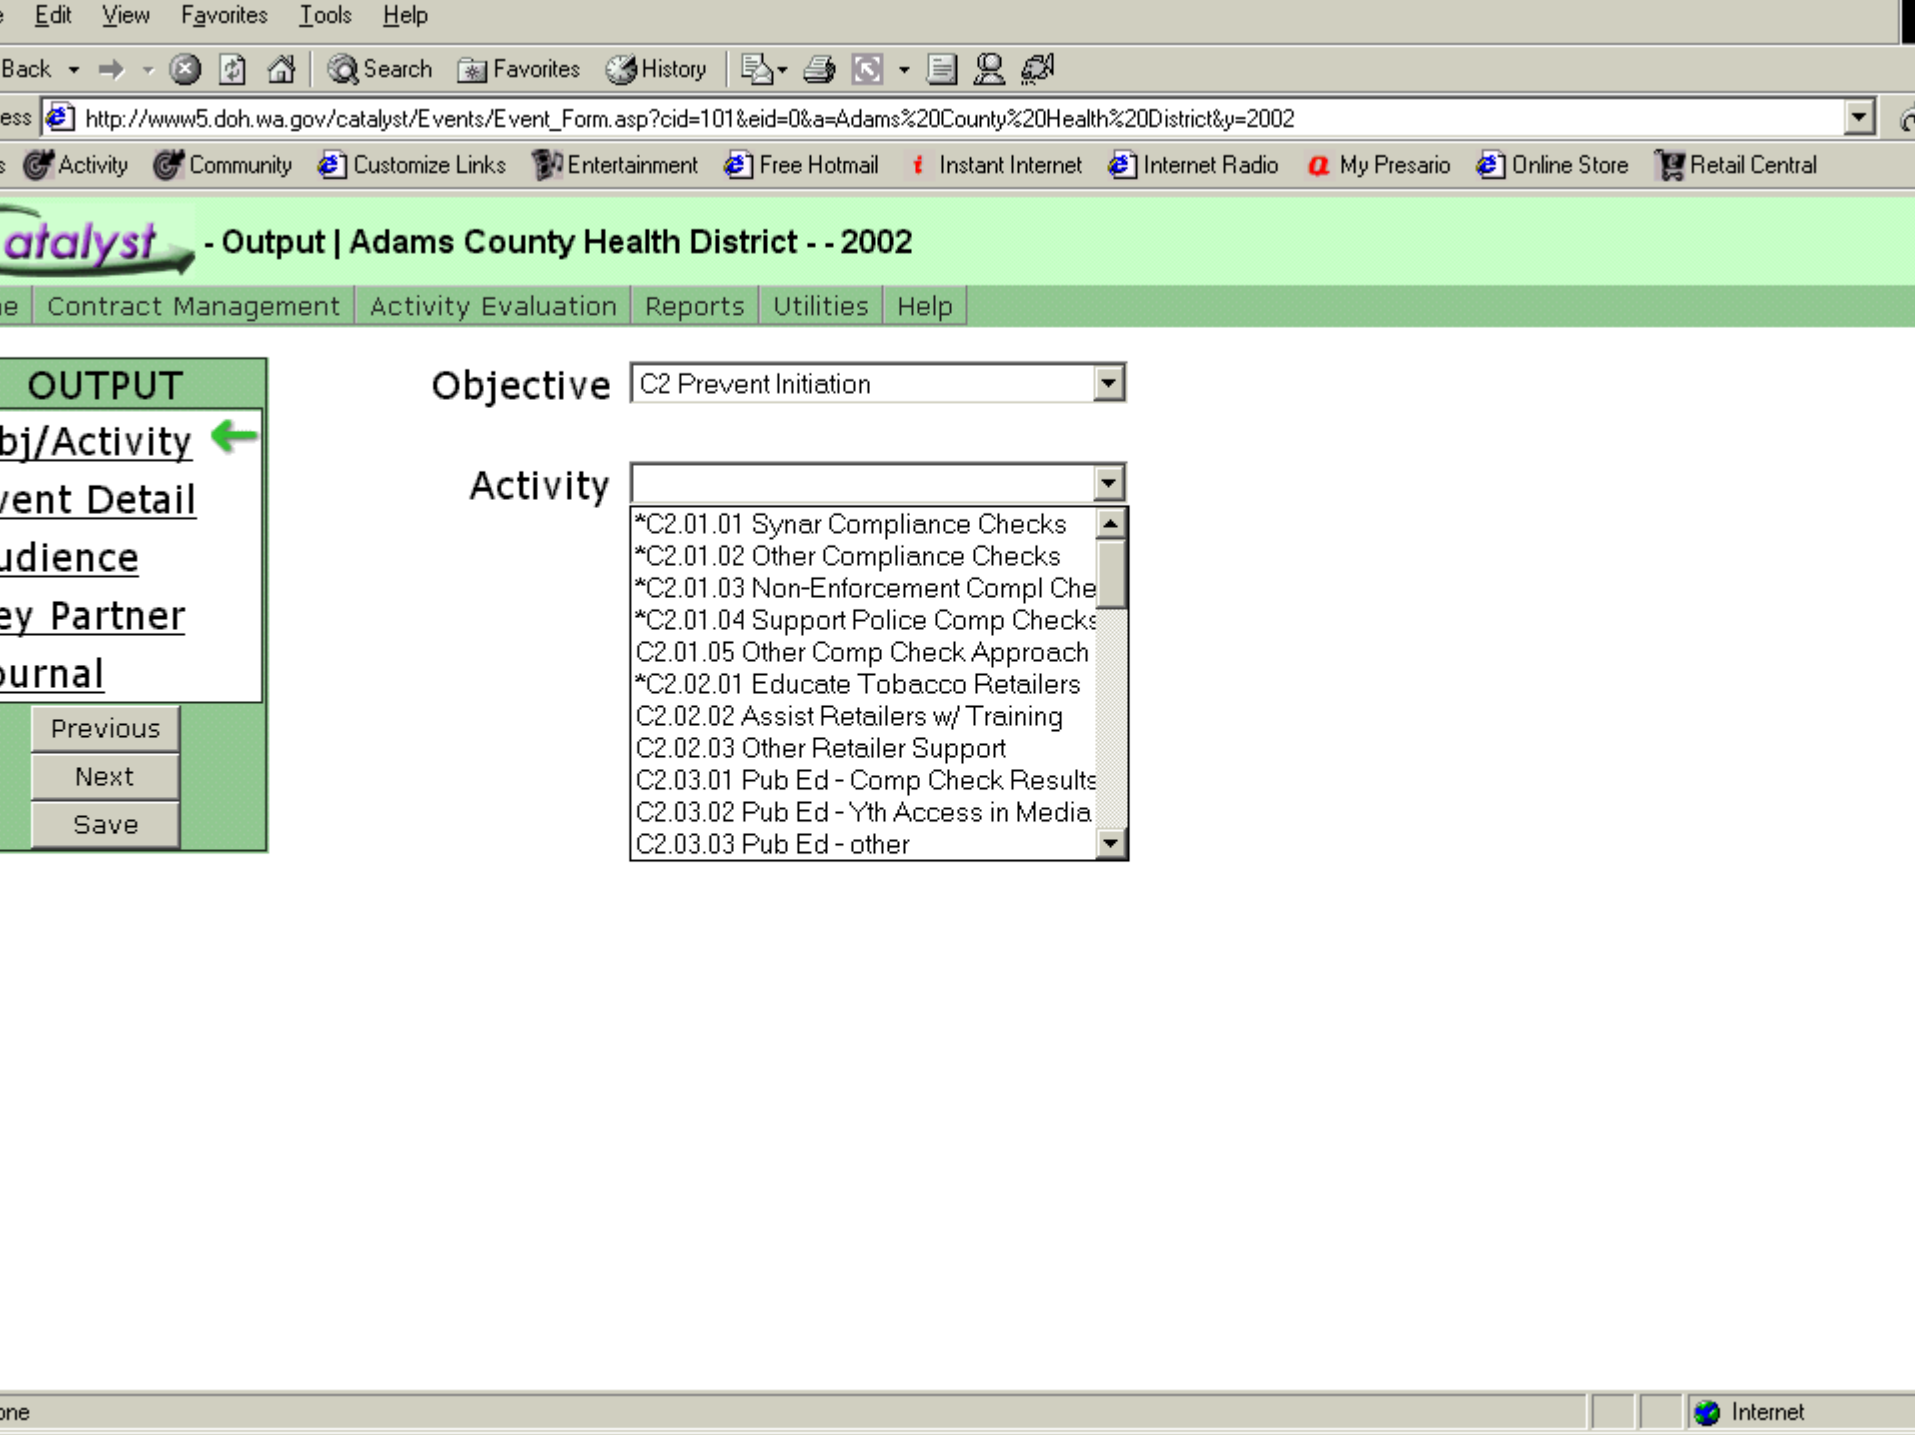 e Edit View Favorites Tools Help
Back Search Favorites History
ess http://www5.doh.wa.gov/catalyst/Events/Event_Form.asp?cid=101&eid=0&a=Adams%20County%20Health%20District&y=2002
s Activity Community Customize Links Entertainment Free Hotmail Instant Internet Internet Radio My Presario Online Store Retail Central
atalyst - Output | Adams County Health District - - 2002
ne Contract Management Activity Evaluation Reports Utilities Help
OUTPUT
Objective C2 Prevent Initiation
bj/Activity
Activity
vent Detail
*C2.01.01 Synar Compliance Checks
*C2.01.02 Other Compliance Checks
udience
*C2.01.03 Non-Enforcement Compl Che
*C2.01.04 Support Police Comp Checks
ey Partner
C2.01.05 Other Comp Check Approach
*C2.02.01 Educate Tobacco Retailers
ournal
C2.02.02 Assist Retailers w/ Training
Previous
C2.02.03 Other Retailer Support
Next
C2.03.01 Pub Ed - Comp Check Results
C2.03.02 Pub Ed - Yth Access in Media
Save
C2.03.03 Pub Ed - other
one Internet